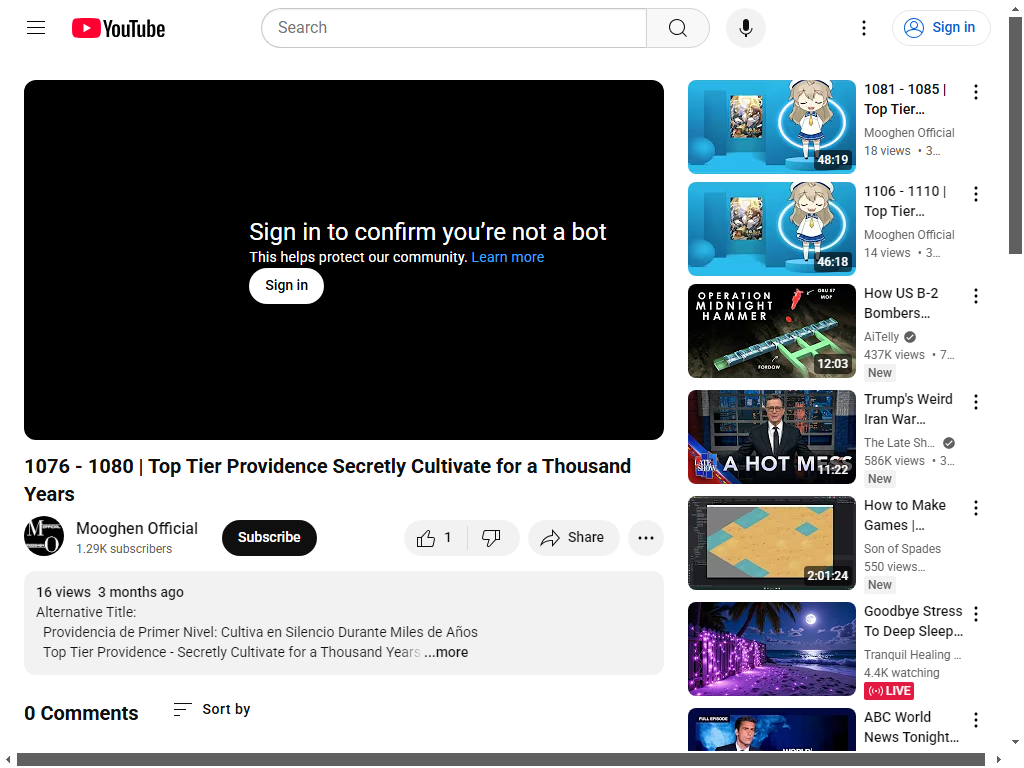 YouTube
Search
Sign in
Sign in to confirm you’re not a bot
This helps protect our community. Learn more
Sign in
1076 - 1080 | Top Tier Providence Secretly Cultivate for a Thousand
Years
Mooghen Official
1.29K subscribers
Subscribe
1
Share
16 views 3 months ago
Alternative Title:
Providencia de Primer Nivel: Cultiva en Silencio Durante Miles de Años
Top Tier Providence - Secretly Cultivate for a Thousand Years ...more
0 Comments
Sort by
48:19
1081 - 1085 |
Top Tier...
Mooghen Official
18 views • 3...
46:18
1106 - 1110 |
Top Tier...
Mooghen Official
14 views • 3...
OPERATION
MIDNIGHT
HAMMER
GBU 57
MOP
FORDOW
12:03
How US B-2
Bombers...
AiTelly
437K views • 7...
New
LATE
SHOW
A HOT MESS
11:22
Trump's Weird
Iran War...
The Late Sh...
586K views • 3...
New
2:01:24
How to Make
Games |...
Son of Spades
550 views...
New
Goodbye Stress
To Deep Sleep...
Tranquil Healing ...
4.4K watching
LIVE
FULL EPISODE
ABC World
News Tonight...